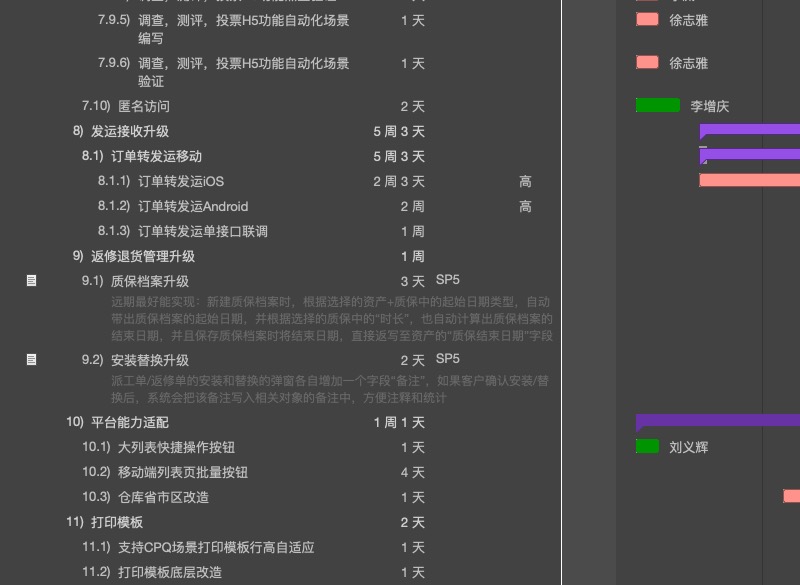 7.9.5) 调查，测评，投票H5功能自动化场景 1 天 徐志雅
编写
7.9.6) 调查，测评，投票H5功能自动化场景 1 天 徐志雅
验证
7.10) 匿名访问 2 天 李增庆
8) 发运接收升级 5 周 3 天
8.1) 订单转发运移动 5 周 3 天
8.1.1) 订单转发运iOS 2 周 3 天 高
8.1.2) 订单转发运Android 2 周 高
8.1.3) 订单转发运单接口联调 1 周
9) 返修退货管理升级 1 周
9.1) 质保档案升级 3 天 SP5
远期最好能实现：新建质保档案时，根据选择的资产+质保中的起始日期类型，自动
带出质保档案的起始日期，并根据选择的质保中的“时长”，也自动计算出质保档案的
结束日期，并且保存质保档案时将结束日期，直接返写至资产的“质保结束日期”字段
9.2) 安装替换升级 2 天 SP5
派工单/返修单的安装和替换的弹窗各自增加一个字段“备注”，如果客户确认安装/替
换后，系统会把该备注写入相关对象的备注中，方便注释和统计
10) 平台能力适配 1 周 1 天
10.1) 大列表快捷操作按钮 1 天 刘义辉
10.2) 移动端列表页批量按钮 4 天
10.3) 仓库省市区改造 1 天
11) 打印模板 2 天
11.1) 支持CPQ场景打印模板行高自适应 1 天
11.2) 打印模板底层改造 1 天